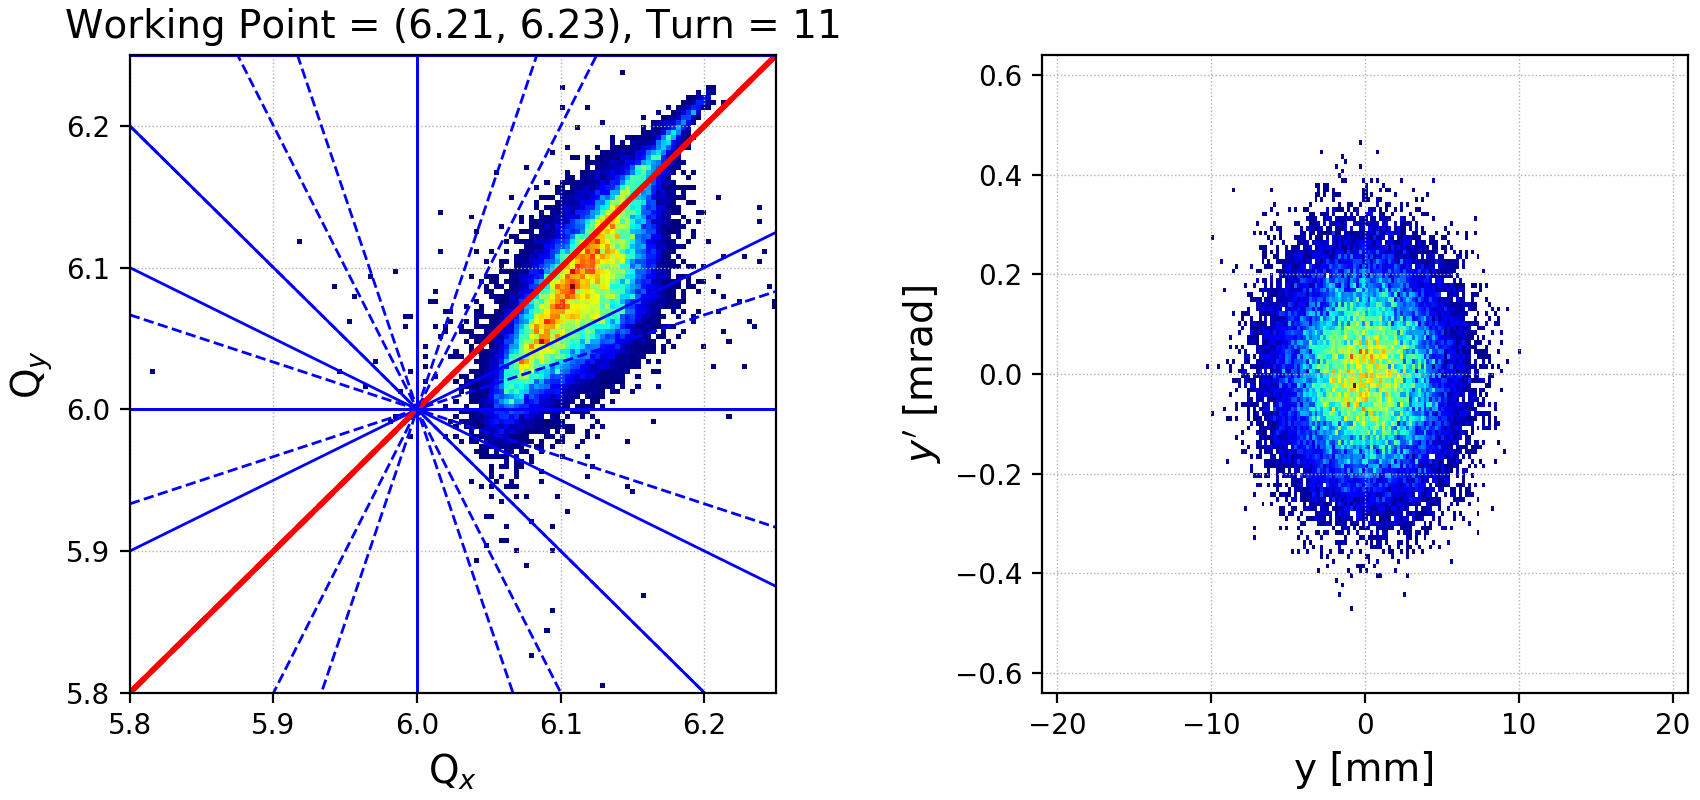 Working Point = (6.21, 6.23), Turn = 11
6.2
6.1
6.0
5.9
5.8
Qy
5.8 5.9 6.0 6.1 6.2
Qx
0.6
0.4
0.2
0.0
−0.2
−0.4
−0.6
y′ [mrad]
−20 −10 0 10 20
y [mm]